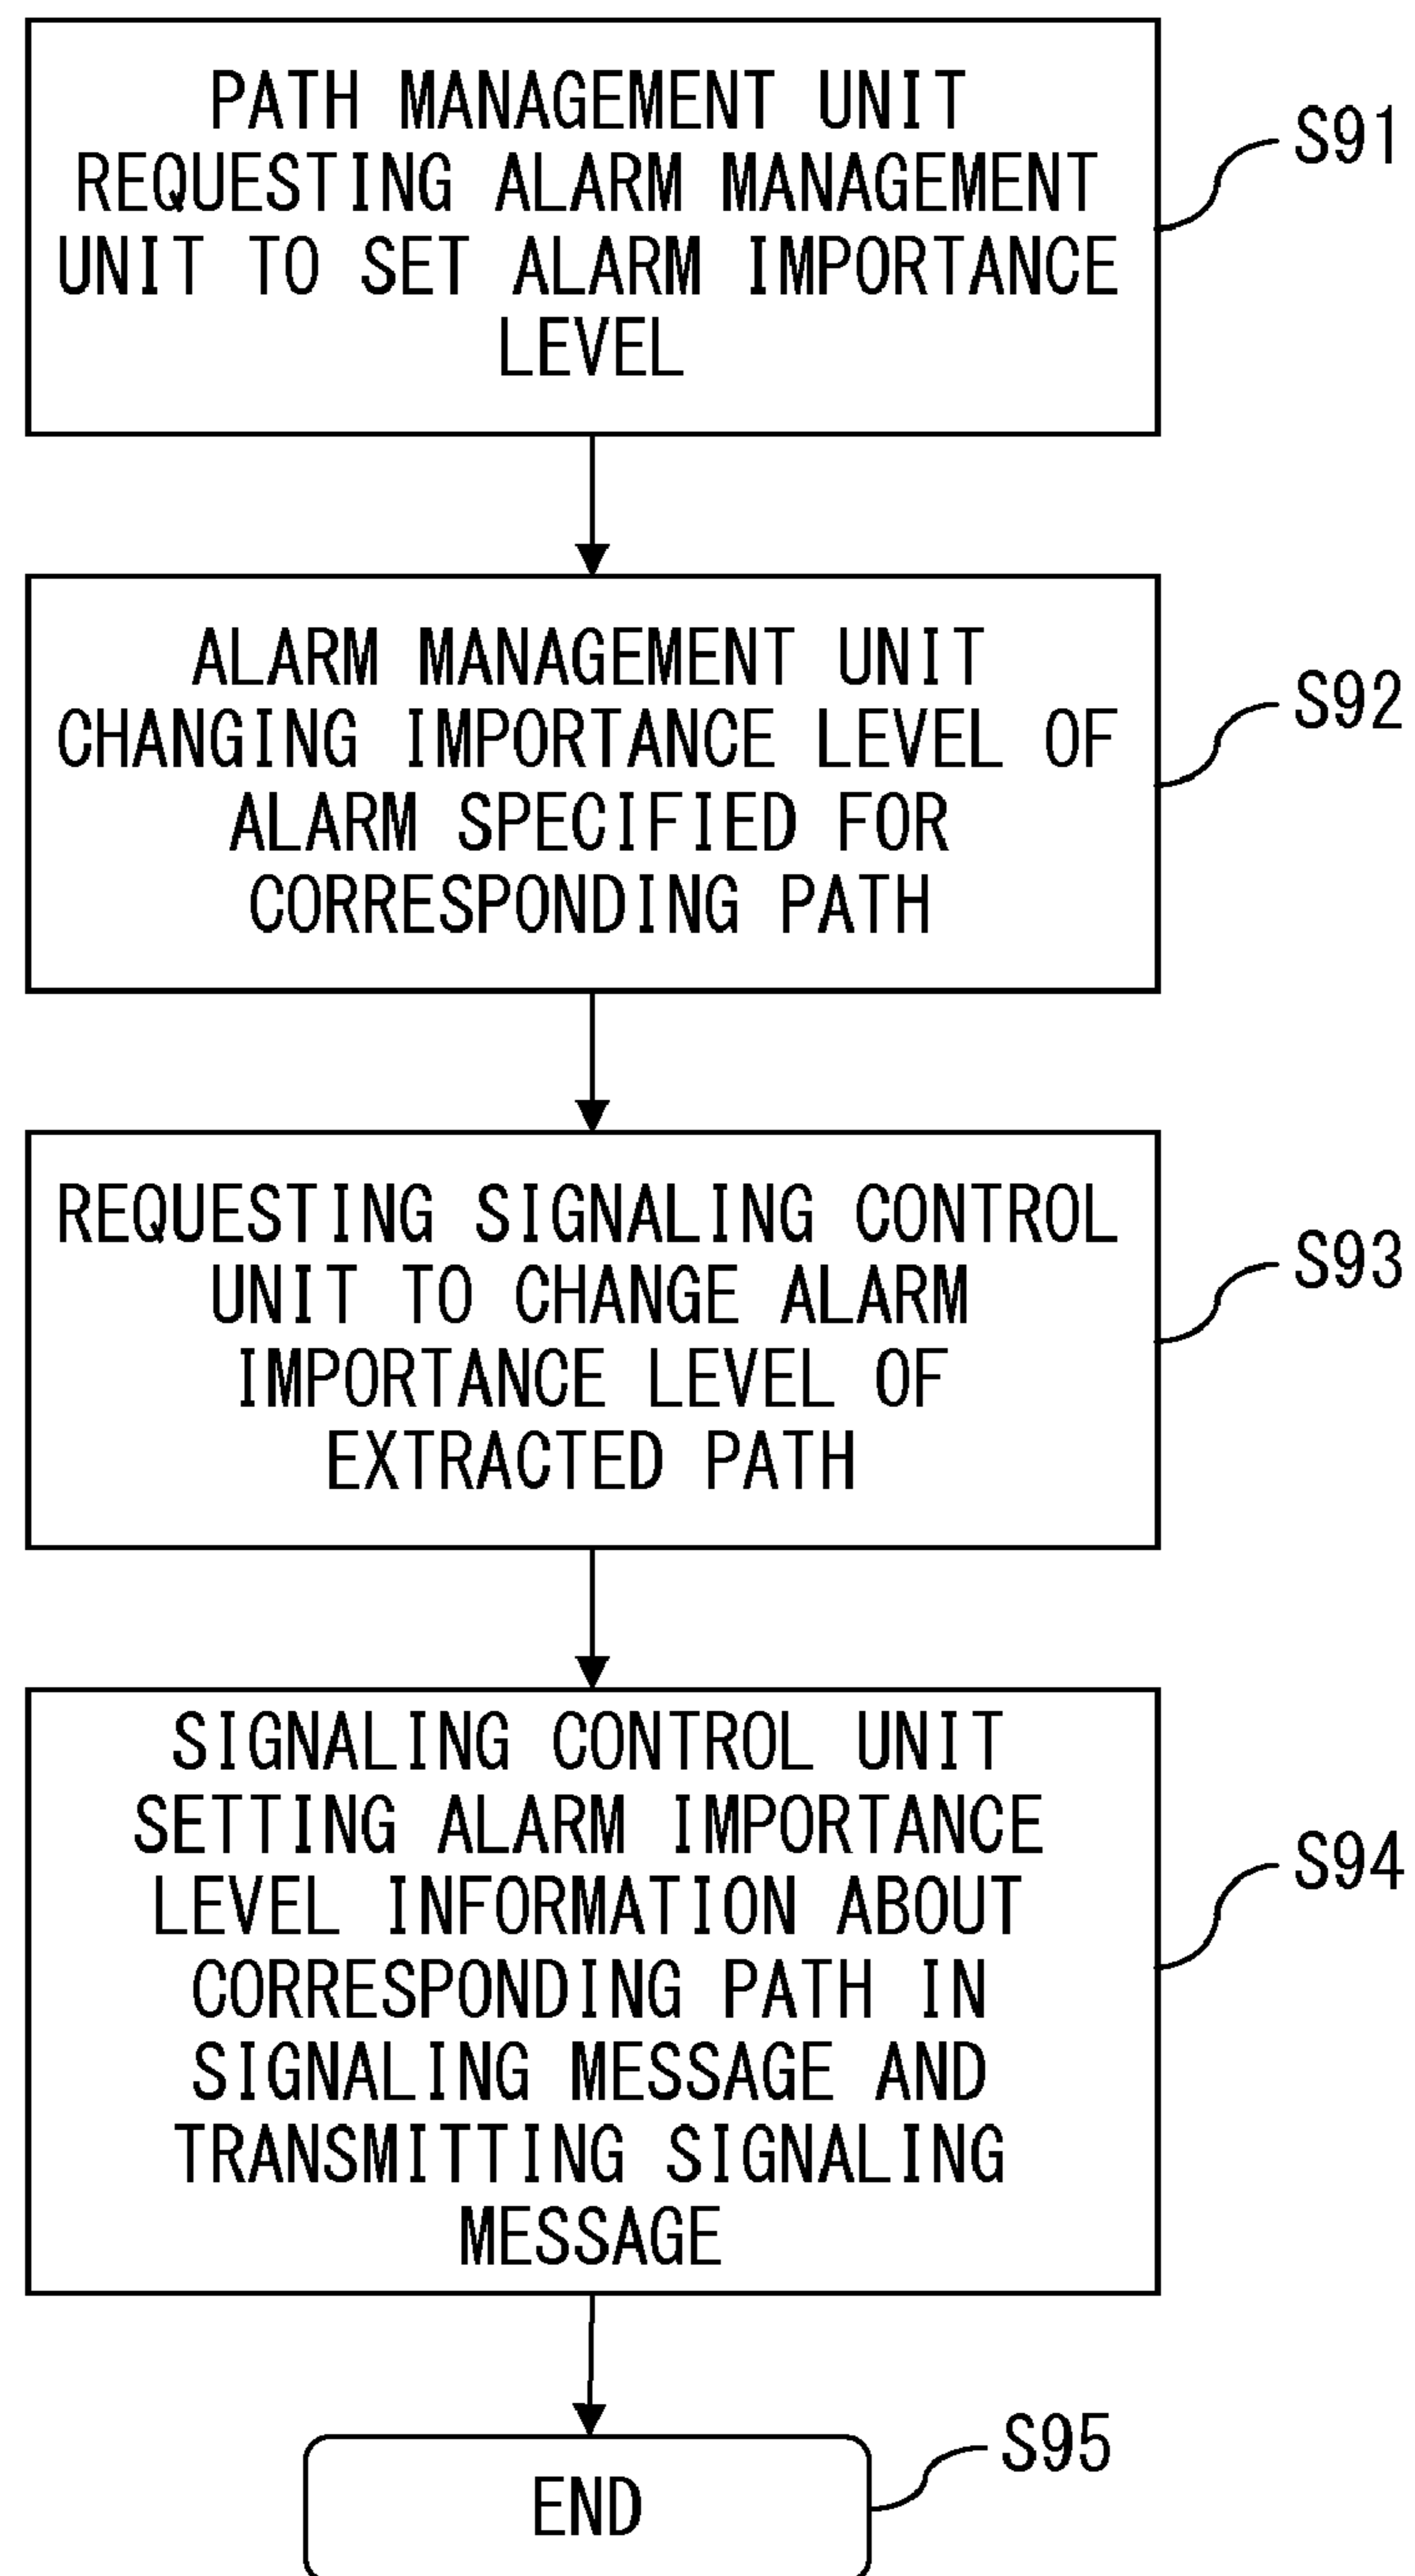 PATH MANAGEMENT UNIT
REQUESTING ALARM MANAGEMENT
UNIT TO SET ALARM IMPORTANCE
LEVEL
S91
ALARM MANAGEMENT UNIT
CHANGING IMPORTANCE LEVEL OF
ALARM SPECIFIED FOR
CORRESPONDING PATH
S92
REQUESTING SIGNALING CONTROL
UNIT TO CHANGE ALARM
IMPORTANCE LEVEL OF
EXTRACTED PATH
S93
SIGNALING CONTROL UNIT
SETTING ALARM IMPORTANCE
LEVEL INFORMATION ABOUT
CORRESPONDING PATH IN
SIGNALING MESSAGE AND
TRANSMITTING SIGNALING
MESSAGE
S94
END
S95